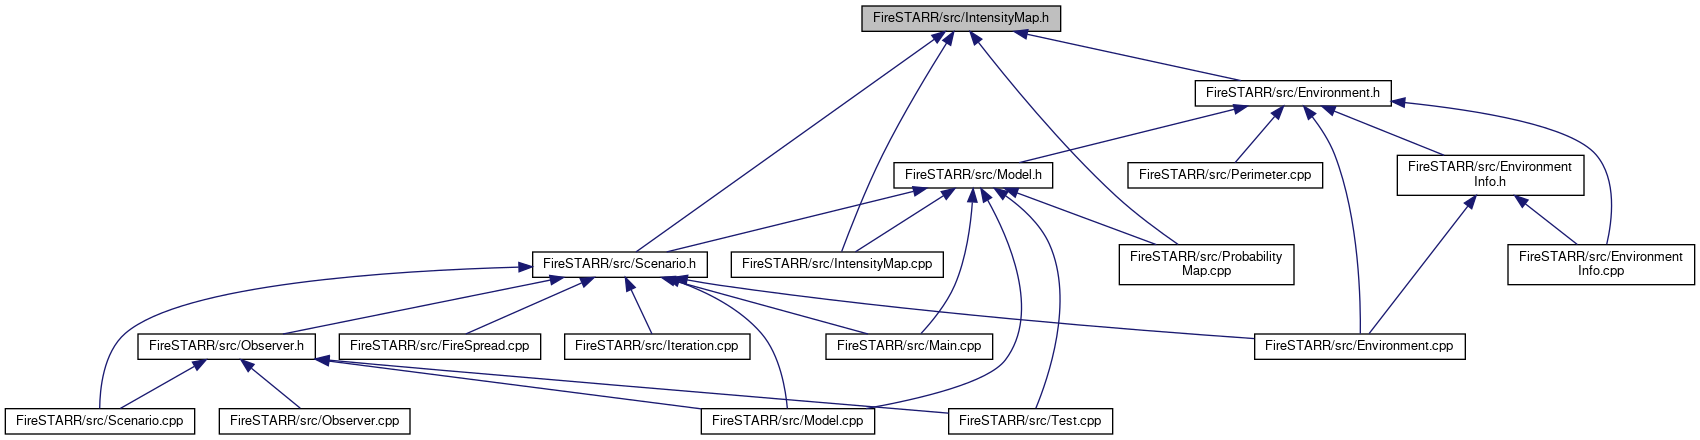 FireSTARR/src/IntensityMap.h
FireSTARR/src/Environment.h
FireSTARR/src/Model.h
FireSTARR/src/Perimeter.cpp
FireSTARR/src/Environment
Info.h
FireSTARR/src/Scenario.h
FireSTARR/src/IntensityMap.cpp
FireSTARR/src/Probability
Map.cpp
FireSTARR/src/Environment
Info.cpp
FireSTARR/src/Observer.h
FireSTARR/src/FireSpread.cpp
FireSTARR/src/Iteration.cpp
FireSTARR/src/Main.cpp
FireSTARR/src/Environment.cpp
FireSTARR/src/Scenario.cpp
FireSTARR/src/Observer.cpp
FireSTARR/src/Model.cpp
FireSTARR/src/Test.cpp